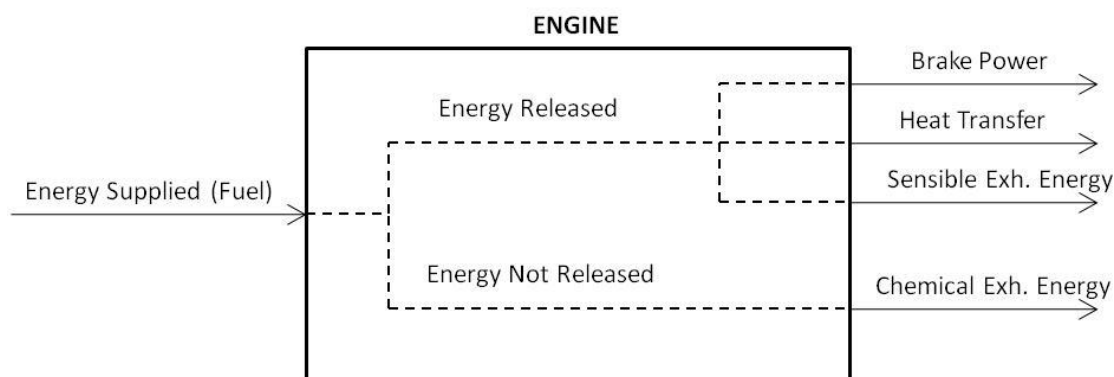 ENGINE
Brake Power
Energy Released
Heat Transfer
Energy Supplied (Fuel)
Sensible Exh. Energy
Energy Not Released
Chemical Exh. Energy